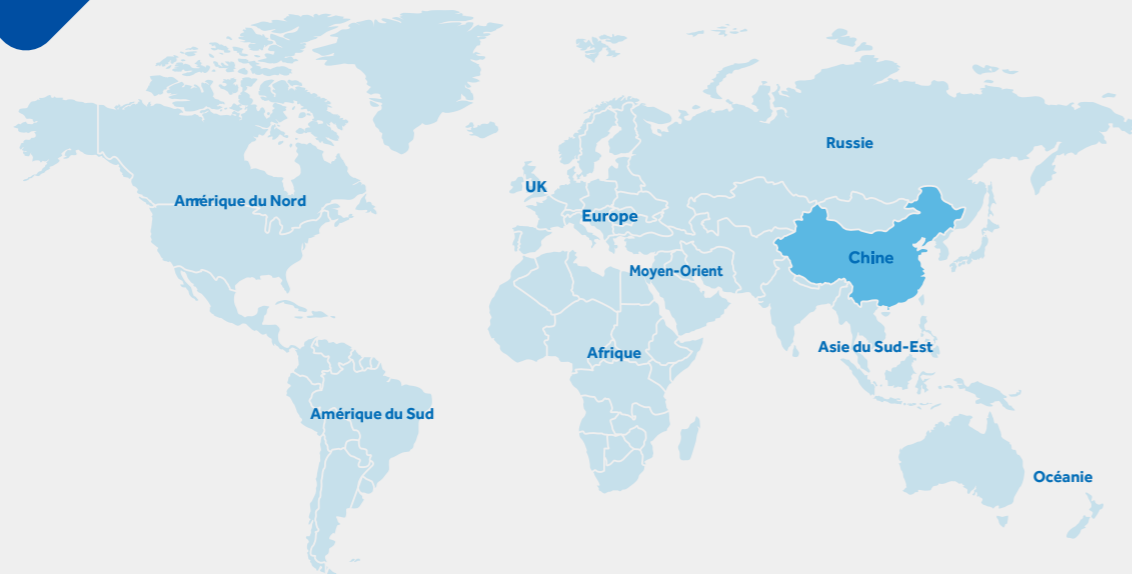 Russie
UK
Amérique du Nord
Europe
Chine
Moyen-Orient
Asie du Sud-Est
Afrique
Amérique du Sud
Océanie